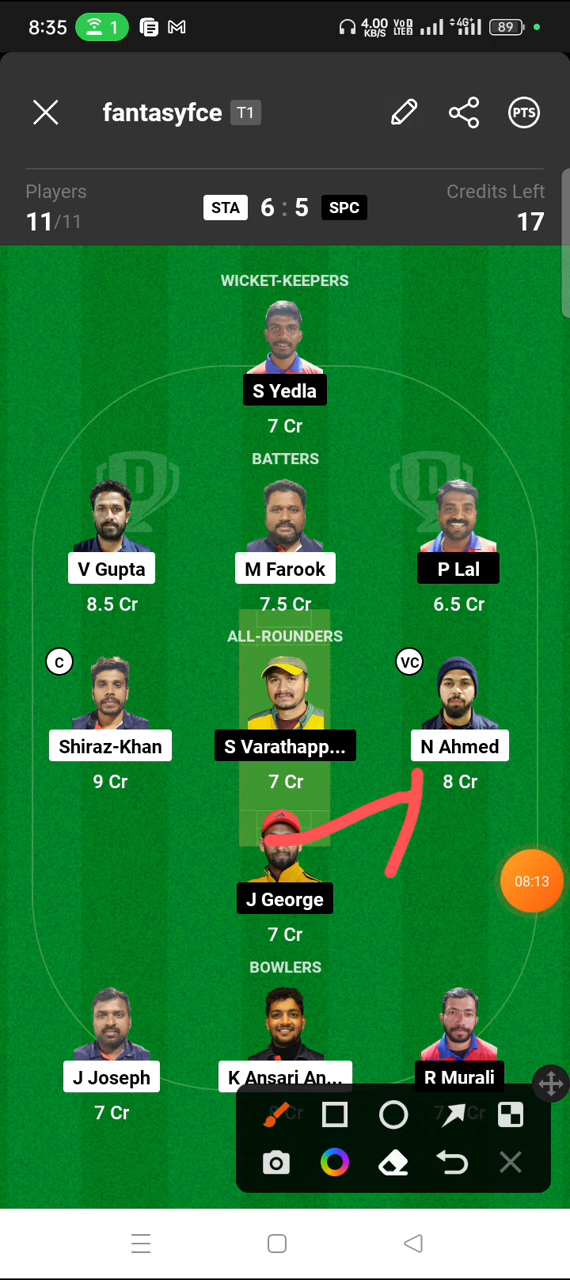 8:35 1 4.00 KB/S Vo D LTE 4G+ 89
fantasyfce T1 PTS
Players Credits Left
11/11 STA 6 : 5 SPC 17
WICKET-KEEPERS
S Yedla
7 Cr
BATTERS
V Gupta M Farook P Lal
8.5 Cr 7.5 Cr 6.5 Cr
ALL-ROUNDERS
C VC
Shiraz-Khan S Varathapp... N Ahmed
9 Cr 7 Cr 8 Cr
08:13
J George
7 Cr
BOWLERS
J Joseph K Ansari An... R Murali
7 Cr